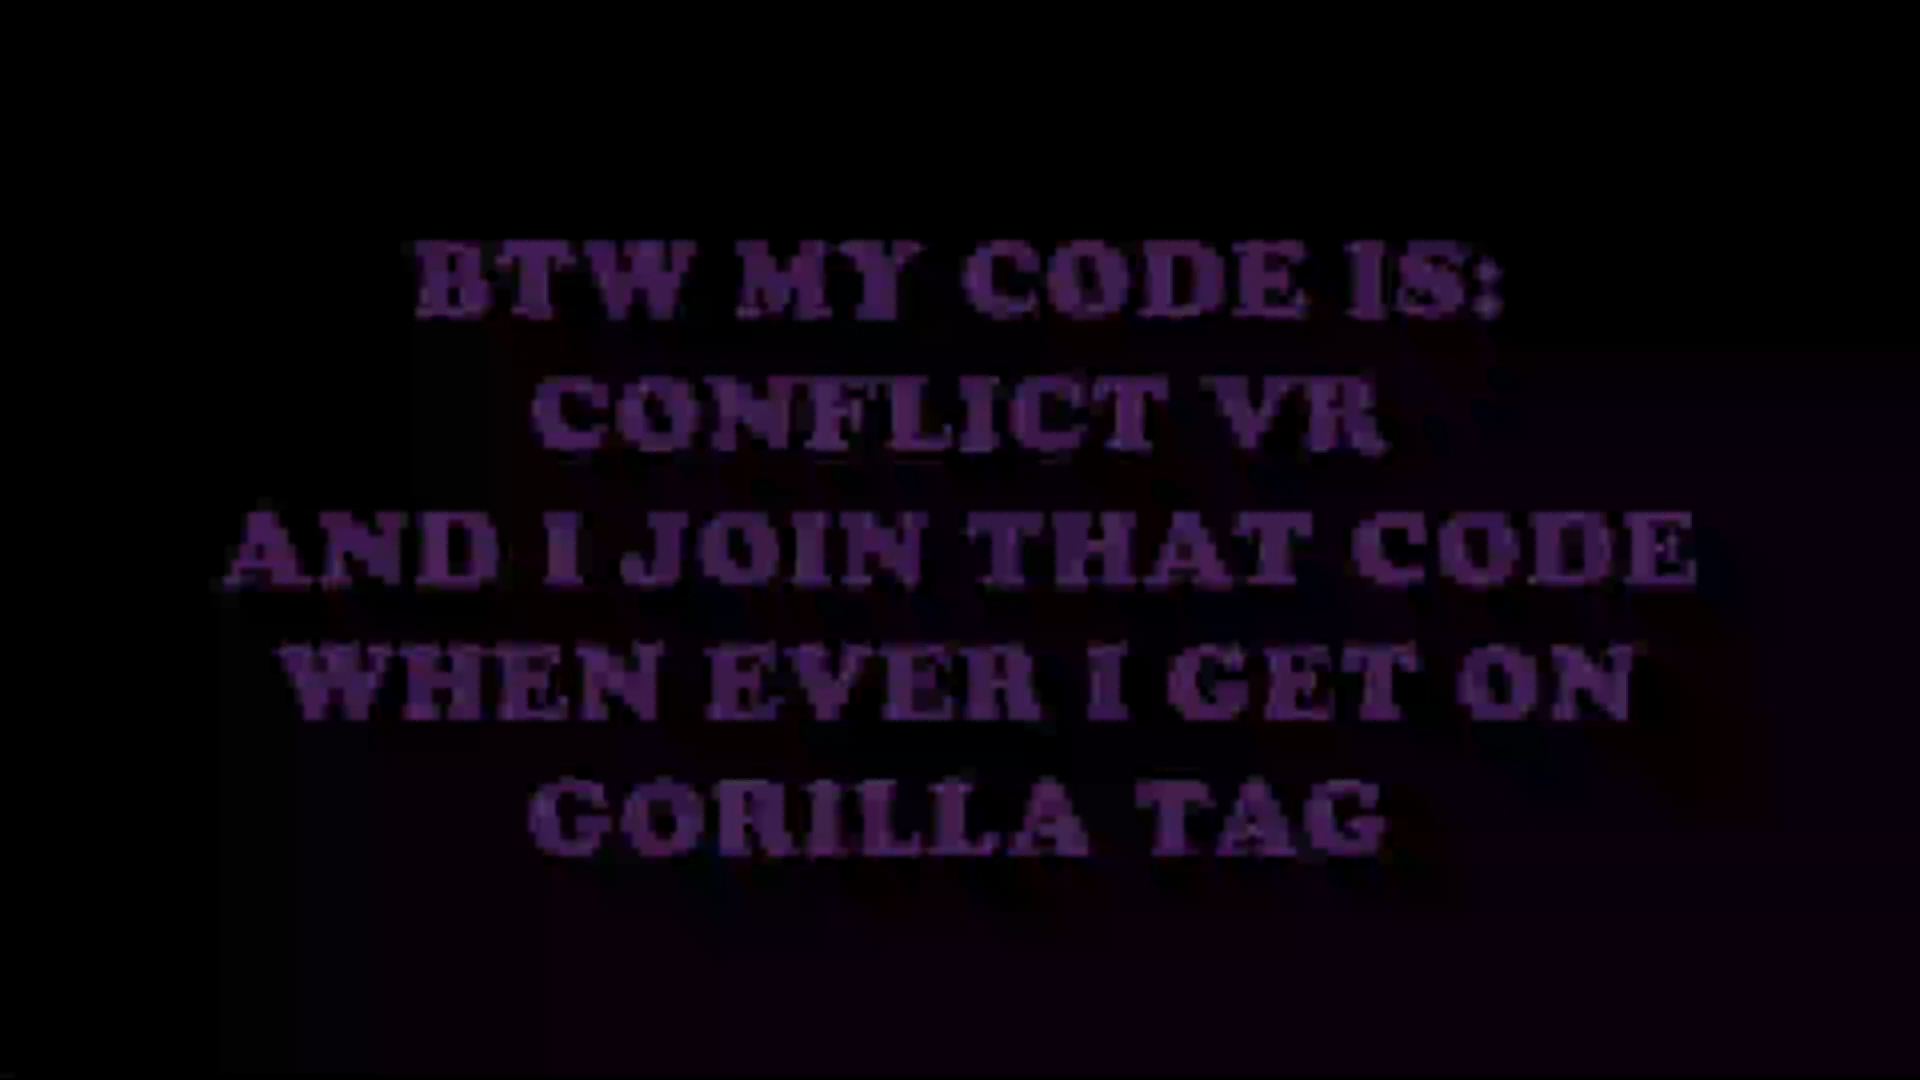 BTW MY CODE IS:
CONFLICT VR
AND I JOIN THAT CODE
WHEN EVER I GET ON
GORILLA TAG